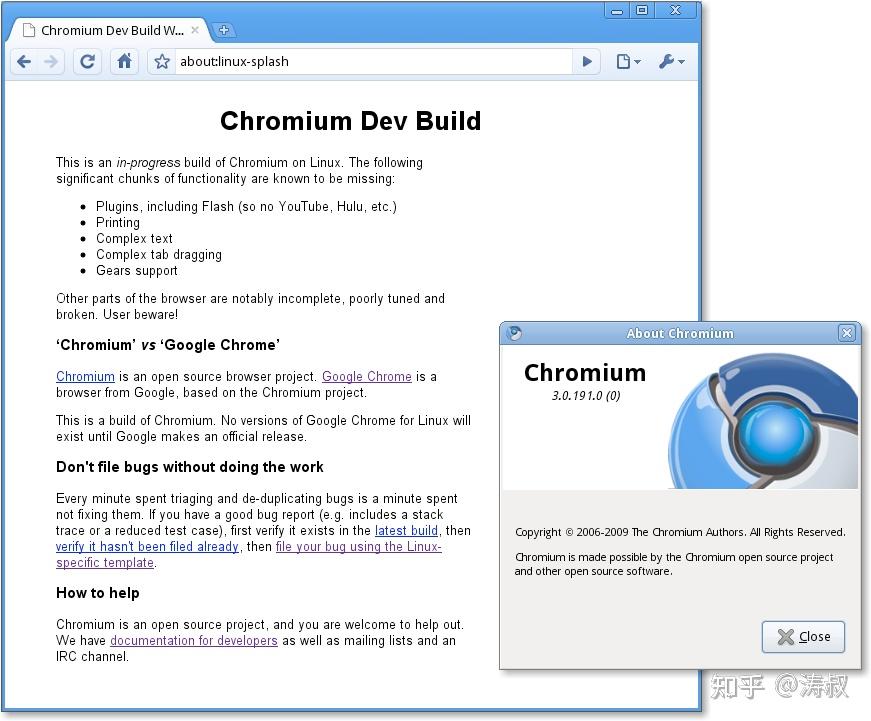 Chromium Dev Build W...
about:linux-splash
Chromium Dev Build
This is an in-progress build of Chromium on Linux. The following
significant chunks of functionality are known to be missing:
• Plugins, including Flash (so no YouTube, Hulu, etc.)
• Printing
• Complex text
• Complex tab dragging
• Gears support
Other parts of the browser are notably incomplete, poorly tuned and
broken. User beware!
‘Chromium’ vs ‘Google Chrome’
Chromium is an open source browser project. Google Chrome is a
browser from Google, based on the Chromium project.
This is a build of Chromium. No versions of Google Chrome for Linux will
exist until Google makes an official release.
Don't file bugs without doing the work
Every minute spent triaging and de-duplicating bugs is a minute spent
not fixing them. If you have a good bug report (e.g. includes a stack
trace or a reduced test case), first verify it exists in the latest build, then
verify it hasn't been filed already, then file your bug using the Linux-
specific template.
How to help
Chromium is an open source project, and you are welcome to help out.
We have documentation for developers as well as mailing lists and an
IRC channel.
About Chromium
Chromium
3.0.191.0 (0)
Copyright © 2006-2009 The Chromium Authors. All Rights Reserved.
Chromium is made possible by the Chromium open source project
and other open source software.
Close
知乎 @涛叔